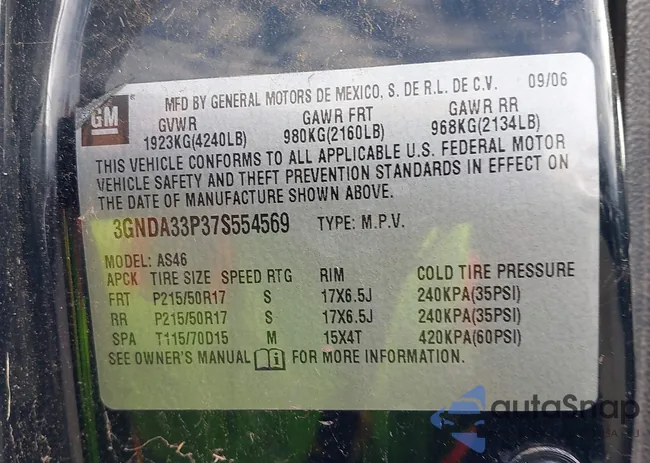 MFD BY GENERAL MOTORS DE MEXICO, S. DE R.L. DE C.V. 09/06
GM
GVWR GAWR FRT GAWR RR
1923KG(4240LB) 980KG(2160LB) 968KG(2134LB)
THIS VEHICLE CONFORMS TO ALL APPLICABLE U.S. FEDERAL MOTOR
VEHICLE SAFETY AND THEFT PREVENTION STANDARDS IN EFFECT ON
THE DATE OF MANUFACTURE SHOWN ABOVE.
3GNDA33P37S554569 TYPE: M.P.V.
MODEL: AS46
APCK TIRE SIZE SPEED RTG RIM COLD TIRE PRESSURE
FRT P215/50R17 S 17X6.5J 240KPA(35PSI)
RR P215/50R17 S 17X6.5J 240KPA(35PSI)
SPA T115/70D15 M 15X4T 420KPA(60PSI)
SEE OWNER'S MANUAL i FOR MORE INFORMATION.
autoSnap